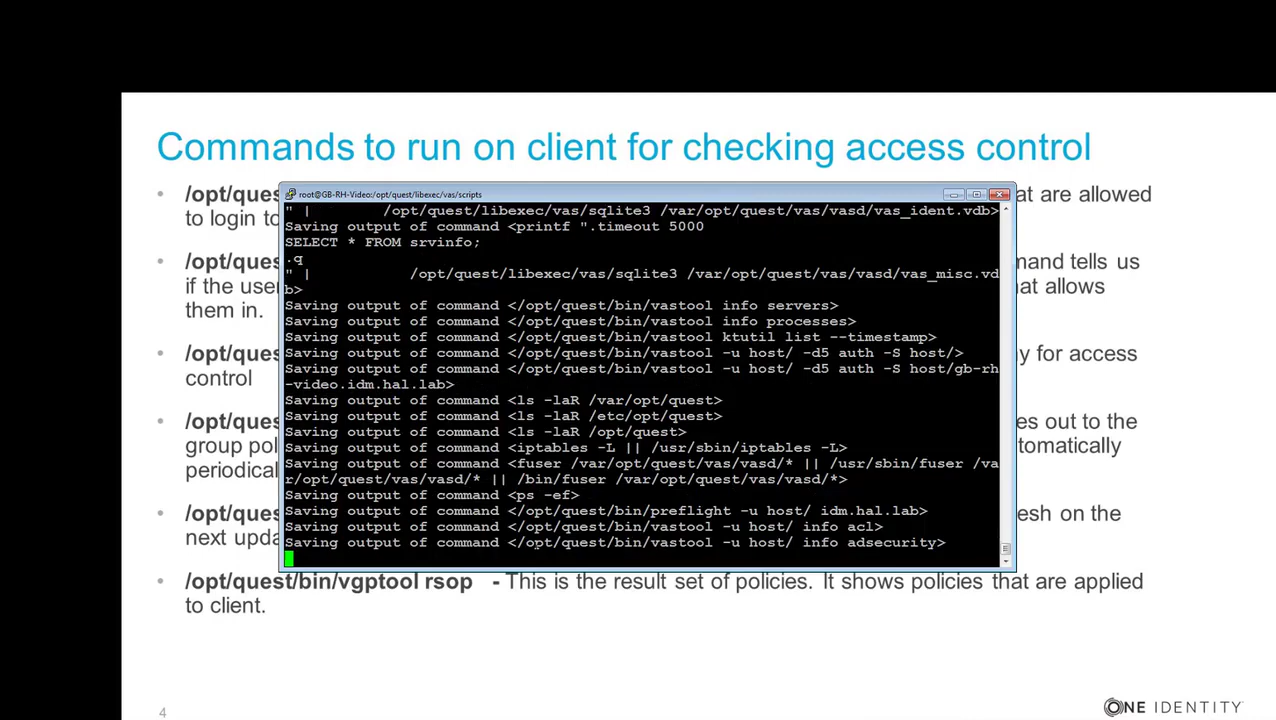 Commands to run on client for checking access control
• /opt/ques
at are allowed
to login to
• /opt/ques
mand tells us
if the user
hat allows
them in.
• /opt/ques
y for access
control
• /opt/ques
es out to the
group poli
tomatically
periodical
• /opt/ques
esh on the
next upda
• /opt/quest/bin/vgptool rsop - This is the result set of policies. It shows policies that are applied
to client.
root@GB-RH-Video:/opt/quest/libexec/vas/scripts
" | /opt/quest/libexec/vas/sqlite3 /var/opt/quest/vas/vasd/vas_ident.vdb>
Saving output of command <printf ".timeout 5000
SELECT * FROM srvinfo;
.q
" | /opt/quest/libexec/vas/sqlite3 /var/opt/quest/vas/vasd/vas_misc.vd
b>
Saving output of command </opt/quest/bin/vastool info servers>
Saving output of command </opt/quest/bin/vastool info processes>
Saving output of command </opt/quest/bin/vastool ktutil list --timestamp>
Saving output of command </opt/quest/bin/vastool -u host/ -d5 auth -S host/>
Saving output of command </opt/quest/bin/vastool -u host/ -d5 auth -S host/gb-rh
-video.idm.hal.lab>
Saving output of command <ls -laR /var/opt/quest>
Saving output of command <ls -laR /etc/opt/quest>
Saving output of command <ls -laR /opt/quest>
Saving output of command <iptables -L || /usr/sbin/iptables -L>
Saving output of command <fuser /var/opt/quest/vas/vasd/* || /usr/sbin/fuser /va
r/opt/quest/vas/vasd/* || /bin/fuser /var/opt/quest/vas/vasd/*>
Saving output of command <ps -ef>
Saving output of command </opt/quest/bin/preflight -u host/ idm.hal.lab>
Saving output of command </opt/quest/bin/vastool -u host/ info acl>
Saving output of command </opt/quest/bin/vastool -u host/ info adsecurity>
4
ONE IDENTITY